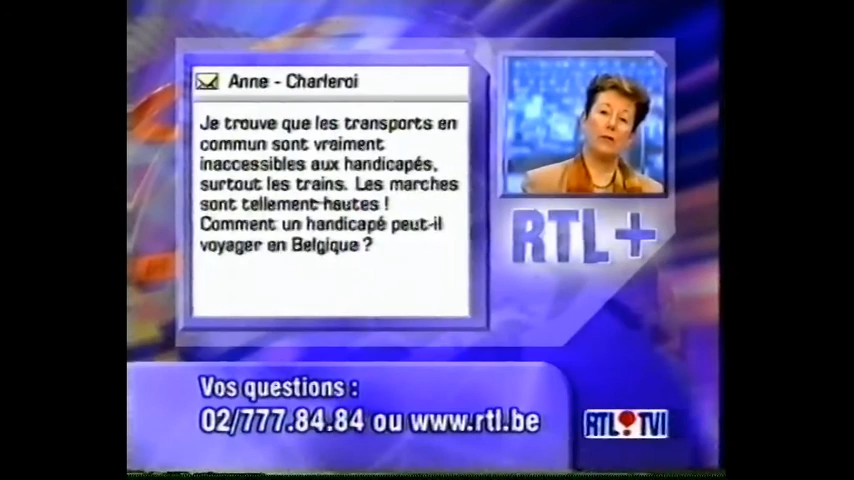 Anne - Charleroi
Je trouve que les transports en
commun sont vraiment
inaccessibles aux handicapés,
surtout les trains. Les marches
sont tellement hautes !
Comment un handicapé peut-il
voyager en Belgique ?
RTL +
Vos questions :
02/777.84.84 ou www.rtl.be
RTL TVI